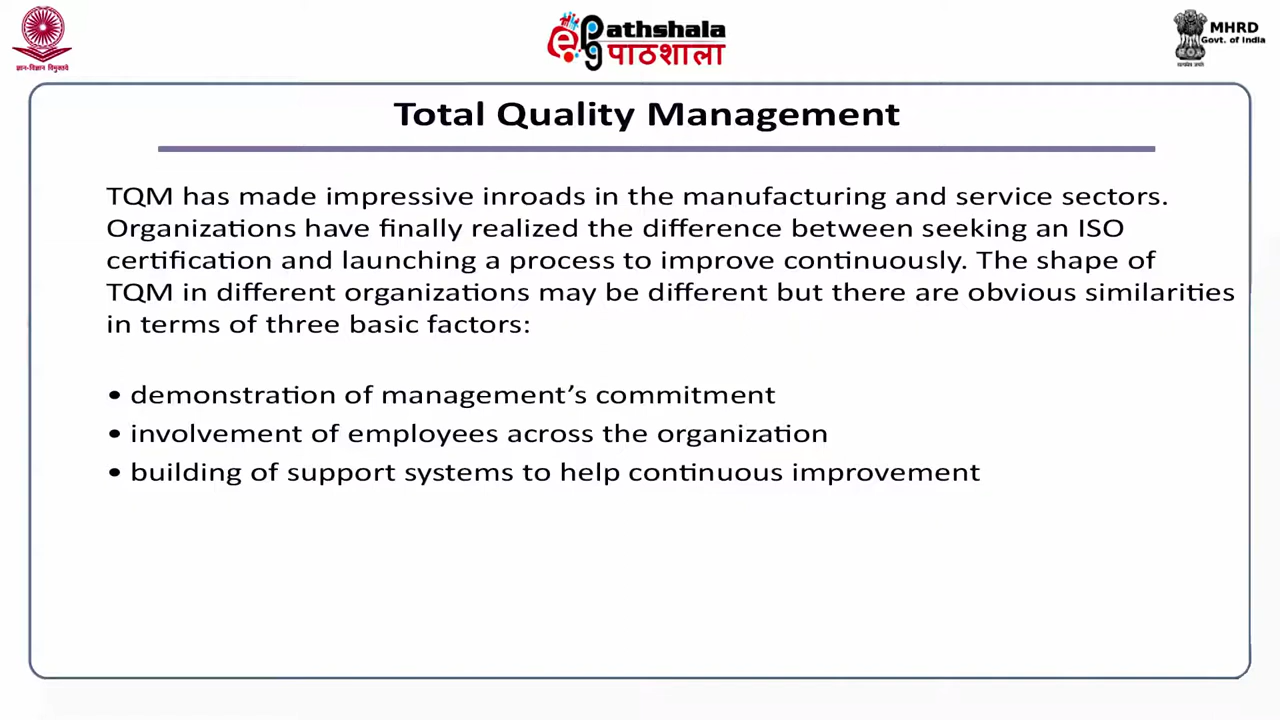 ज्ञान-विज्ञान विमुक्तये
Pathshala
पाठशाला
MHRD
Govt. of India
सत्यमेव जयते
Total Quality Management
TQM has made impressive inroads in the manufacturing and service sectors.
Organizations have finally realized the difference between seeking an ISO
certification and launching a process to improve continuously. The shape of
TQM in different organizations may be different but there are obvious similarities
in terms of three basic factors:
• demonstration of management’s commitment
• involvement of employees across the organization
• building of support systems to help continuous improvement